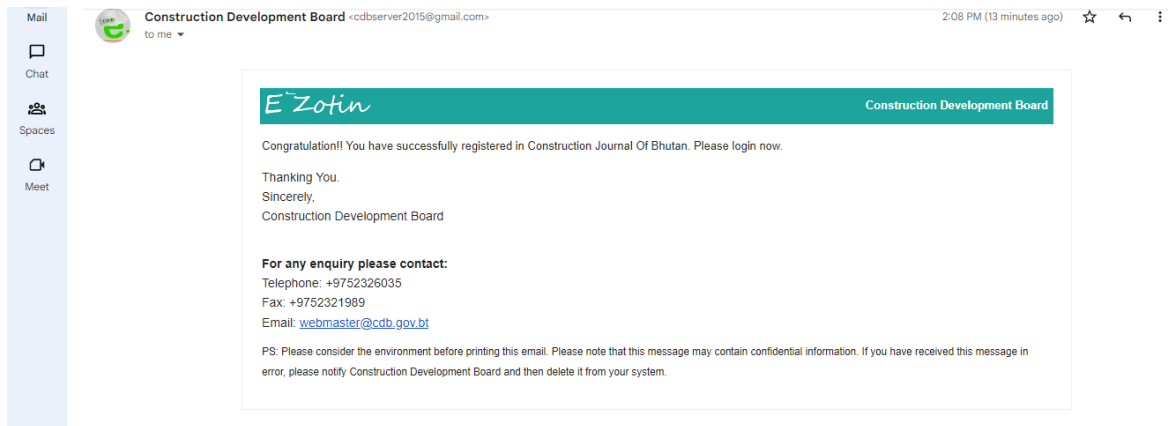 Mail
Chat
Spaces
Meet
Construction Development Board <cdbserver2015@gmail.com>
2:08 PM (13 minutes ago)
to me
E-Zotin
Construction Development Board
Congratulation!! You have successfully registered in Construction Journal Of Bhutan. Please login now.
Thanking You.
Sincerely,
Construction Development Board
For any enquiry please contact:
Telephone: +9752326035
Fax: +9752321989
Email: webmaster@cdb.gov.bt
PS: Please consider the environment before printing this email. Please note that this message may contain confidential information. If you have received this message in
error, please notify Construction Development Board and then delete it from your system.